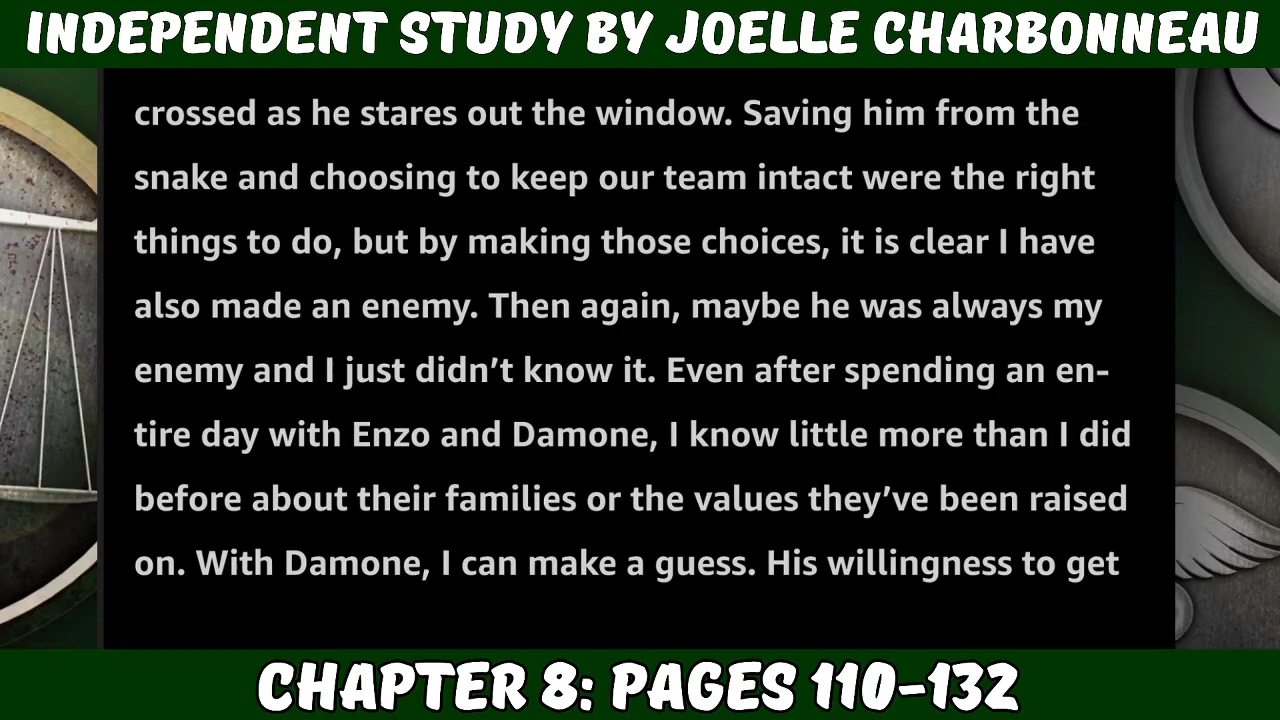 INDEPENDENT STUDY BY JOELLE CHARBONNEAU
crossed as he stares out the window. Saving him from the
snake and choosing to keep our team intact were the right
things to do, but by making those choices, it is clear I have
also made an enemy. Then again, maybe he was always my
enemy and I just didn’t know it. Even after spending an en-
tire day with Enzo and Damone, I know little more than I did
before about their families or the values they’ve been raised
on. With Damone, I can make a guess. His willingness to get
CHAPTER 8: PAGES 110-132